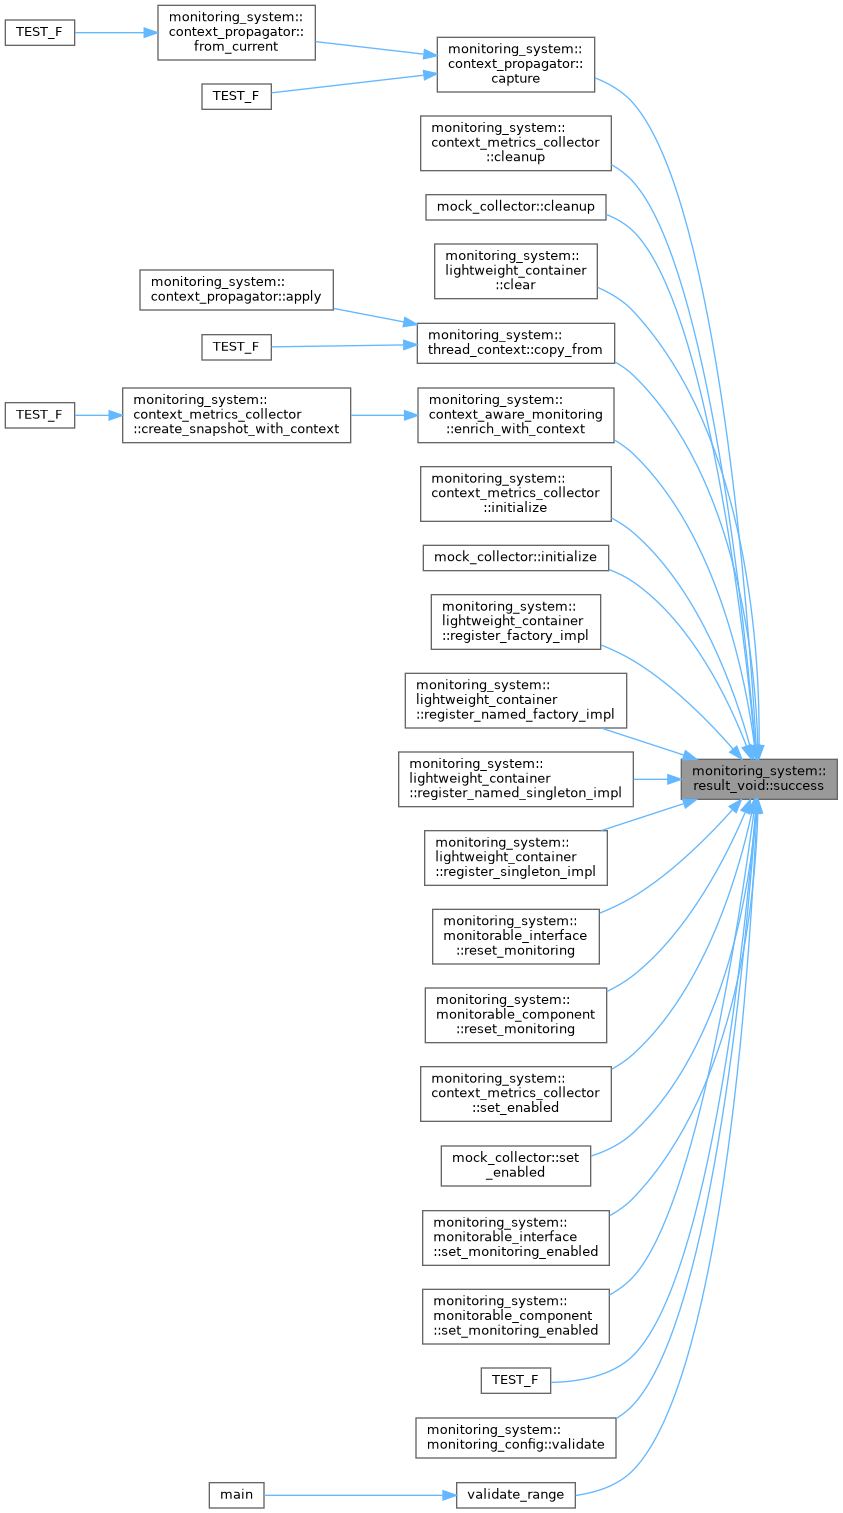 TEST_F
monitoring_system::
context_propagator::
from_current
monitoring_system::
context_propagator::
capture
TEST_F
monitoring_system::
context_metrics_collector
::cleanup
mock_collector::cleanup
monitoring_system::
lightweight_container
::clear
monitoring_system::
context_propagator::apply
monitoring_system::
thread_context::copy_from
TEST_F
TEST_F
monitoring_system::
context_metrics_collector
::create_snapshot_with_context
monitoring_system::
context_aware_monitoring
::enrich_with_context
monitoring_system::
context_metrics_collector
::initialize
mock_collector::initialize
monitoring_system::
lightweight_container
::register_factory_impl
monitoring_system::
lightweight_container
::register_named_factory_impl
monitoring_system::
lightweight_container
::register_named_singleton_impl
monitoring_system::
result_void::success
monitoring_system::
lightweight_container
::register_singleton_impl
monitoring_system::
monitorable_interface
::reset_monitoring
monitoring_system::
monitorable_component
::reset_monitoring
monitoring_system::
context_metrics_collector
::set_enabled
mock_collector::set
_enabled
monitoring_system::
monitorable_interface
::set_monitoring_enabled
monitoring_system::
monitorable_component
::set_monitoring_enabled
TEST_F
monitoring_system::
monitoring_config::validate
main
validate_range